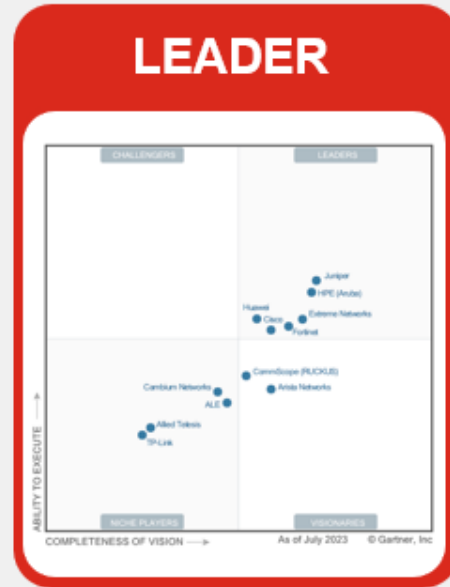 LEADER
CHALLENGERS
LEADERS
Juniper
HPE (Aruba)
Huawei
Extreme Networks
Cisco
Fortinet
CommScope (RUCKUS)
Cambium Networks
Arista Networks
ALE
Allied Telesis
TP-Link
ABILITY TO EXECUTE
NICHE PLAYERS
VISIONARIES
COMPLETENESS OF VISION
As of July 2023
© Gartner, Inc